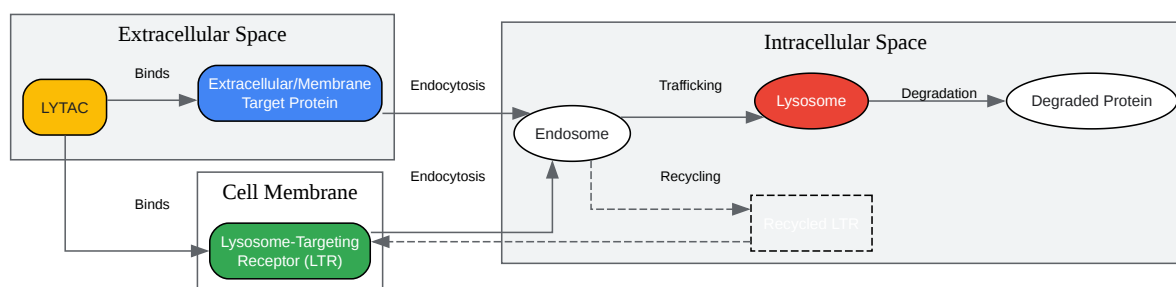 Extracellular Space
Intracellular Space
Binds
Extracellular/Membrane
Target Protein
LYTAC
Endocytosis
Trafficking
Lysosome
Degradation
Degraded Protein
Endosome
Endocytosis
Recycling
Cell Membrane
Binds
Lysosome-Targeting
Receptor (LTR)
Recycled LTR